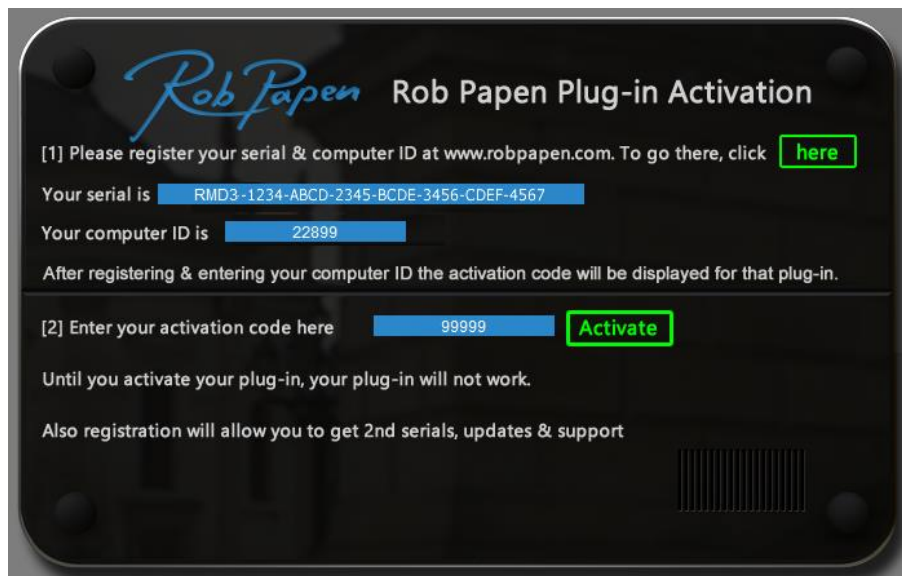 Rob Papen Rob Papen Plug-in Activation
[1] Please register your serial & computer ID at www.robpapen.com. To go there, click here
Your serial is RMD3-1234-ABCD-2345-BCDE-3456-CDEF-4567
Your computer ID is 22899
After registering & entering your computer ID the activation code will be displayed for that plug-in.
[2] Enter your activation code here 99999 Activate
Until you activate your plug-in, your plug-in will not work.
Also registration will allow you to get 2nd serials, updates & support